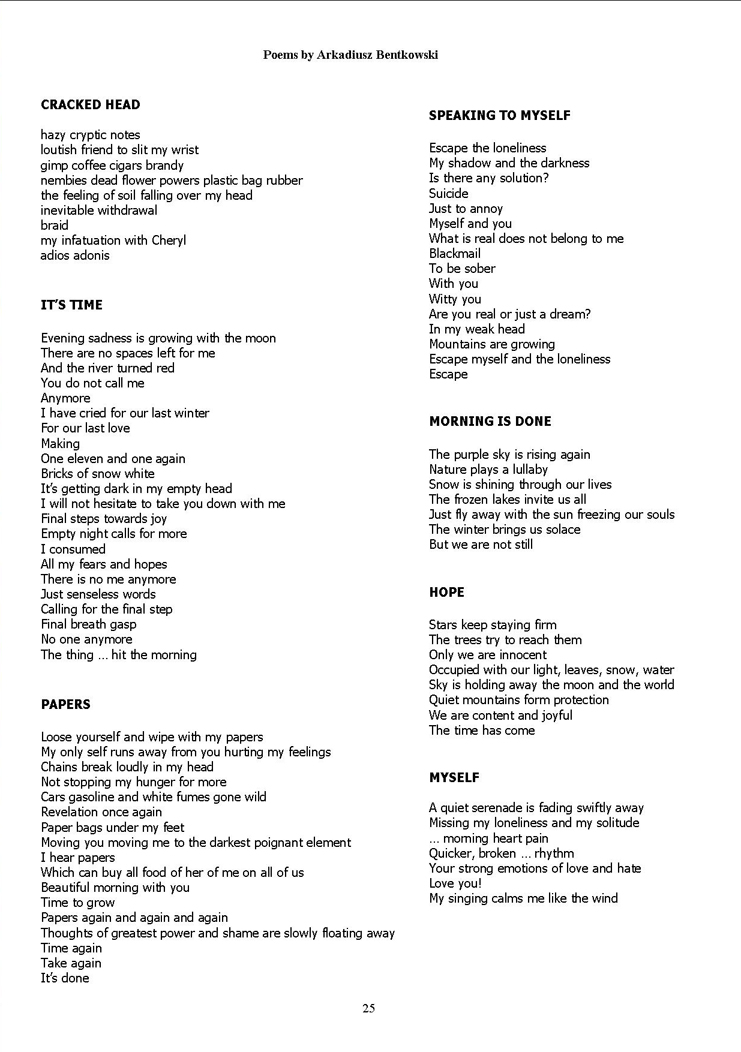 Poems by Arkadiusz Bentkowski
CRACKED HEAD
hazy cryptic notes
loutish friend to slit my wrist
gimp coffee cigars brandy
nembies dead flower powers plastic bag rubber
the feeling of soil falling over my head
inevitable withdrawal
braid
my infatuation with Cheryl
adios adonis
IT'S TIME
Evening sadness is growing with the moon
There are no spaces left for me
And the river turned red
You do not call me
Anymore
I have cried for our last winter
For our last love
Making
One eleven and one again
Bricks of snow white
It's getting dark in my empty head
I will not hesitate to take you down with me
Final steps towards joy
Empty night calls for more
I consumed
All my fears and hopes
There is no me anymore
Just senseless words
Calling for the final step
Final breath gasp
No one anymore
The thing ... hit the morning
PAPERS
Loose yourself and wipe with my papers
My only self runs away from you hurting my feelings
Chains break loudly in my head
Not stopping my hunger for more
Cars gasoline and white fumes gone wild
Revelation once again
Paper bags under my feet
Moving you moving me to the darkest poignant element
I hear papers
Which can buy all food of her of me on all of us
Beautiful morning with you
Time to grow
Papers again and again and again
Thoughts of greatest power and shame are slowly floating away
Time again
Take again
It's done
SPEAKING TO MYSELF
Escape the loneliness
My shadow and the darkness
Is there any solution?
Suicide
Just to annoy
Myself and you
What is real does not belong to me
Blackmail
To be sober
With you
Witty you
Are you real or just a dream?
In my weak head
Mountains are growing
Escape myself and the loneliness
Escape
MORNING IS DONE
The purple sky is rising again
Nature plays a lullaby
Snow is shining through our lives
The frozen lakes invite us all
Just fly away with the sun freezing our souls
The winter brings us solace
But we are not still
HOPE
Stars keep staying firm
The trees try to reach them
Only we are innocent
Occupied with our light, leaves, snow, water
Sky is holding away the moon and the world
Quiet mountains form protection
We are content and joyful
The time has come
MYSELF
A quiet serenade is fading swiftly away
Missing my loneliness and my solitude
... morning heart pain
Quicker, broken ... rhythm
Your strong emotions of love and hate
Love you!
My singing calms me like the wind
25